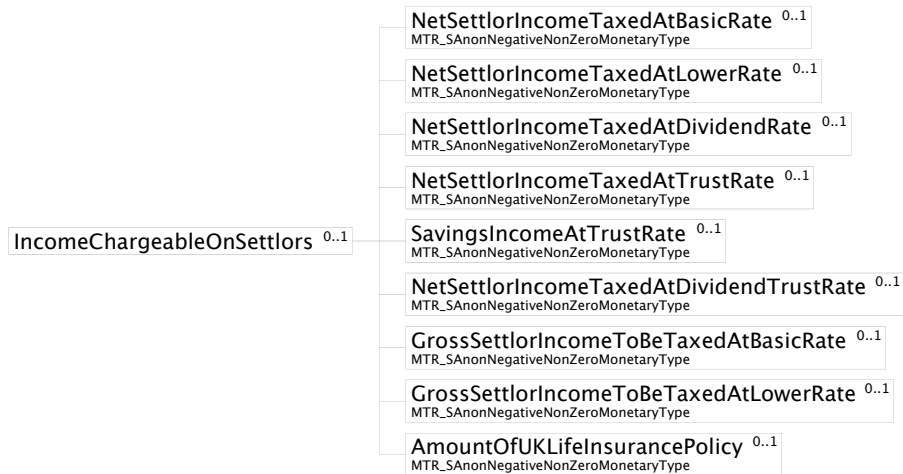 NetSettlorIncomeTaxedAtBasicRate 0..1
MTR_SAnonNegativeNonZeroMonetaryType
NetSettlorIncomeTaxedAtLowerRate 0..1
MTR_SAnonNegativeNonZeroMonetaryType
NetSettlorIncomeTaxedAtDividendRate 0..1
MTR_SAnonNegativeNonZeroMonetaryType
NetSettlorIncomeTaxedAtTrustRate 0..1
MTR_SAnonNegativeNonZeroMonetaryType
IncomeChargeableOnSettlors 0..1
SavingsIncomeAtTrustRate 0..1
MTR_SAnonNegativeNonZeroMonetaryType
NetSettlorIncomeTaxedAtDividendTrustRate 0..1
MTR_SAnonNegativeNonZeroMonetaryType
GrossSettlorIncomeToBeTaxedAtBasicRate 0..1
MTR_SAnonNegativeNonZeroMonetaryType
GrossSettlorIncomeToBeTaxedAtLowerRate 0..1
MTR_SAnonNegativeNonZeroMonetaryType
AmountOfUKLifeInsurancePolicy 0..1
MTR_SAnonNegativeNonZeroMonetaryType